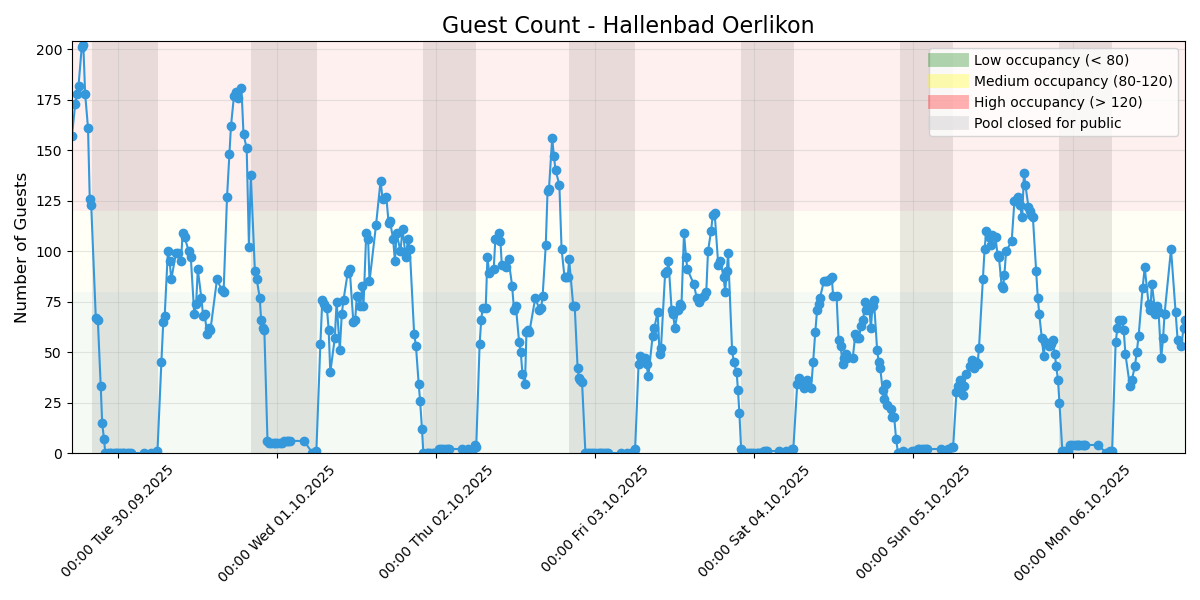 Guest Count - Hallenbad Oerlikon
Number of Guests
200
175
150
125
100
75
50
25
0
Low occupancy (< 80)
Medium occupancy (80-120)
High occupancy (> 120)
Pool closed for public
00:00 Tue 30.09.2025
00:00 Wed 01.10.2025
00:00 Thu 02.10.2025
00:00 Fri 03.10.2025
00:00 Sat 04.10.2025
00:00 Sun 05.10.2025
00:00 Mon 06.10.2025